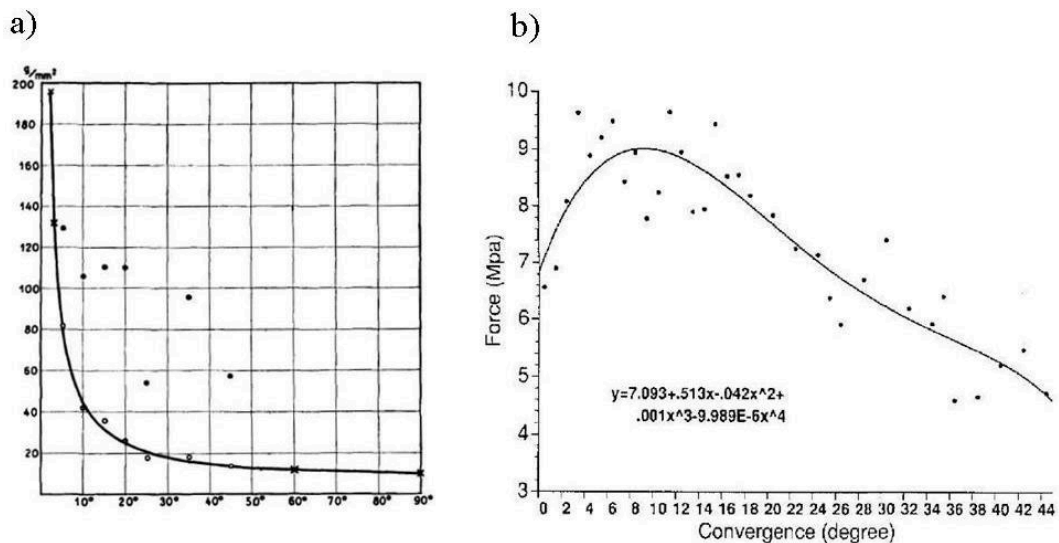 a)
g/mm²
200
180
160
140
120
100
80
60
40
20
10° 20° 30° 40° 50° 60° 70° 80° 90°
b)
Force (Mpa)
10
9
8
7
6
5
4
3
y=7.093+.513x-.042x^2+
.001x^3-9.989E-6x^4
0 2 4 6 8 10 12 14 16 18 20 22 24 26 28 30 32 34 36 38 40 42 44
Convergence (degree)